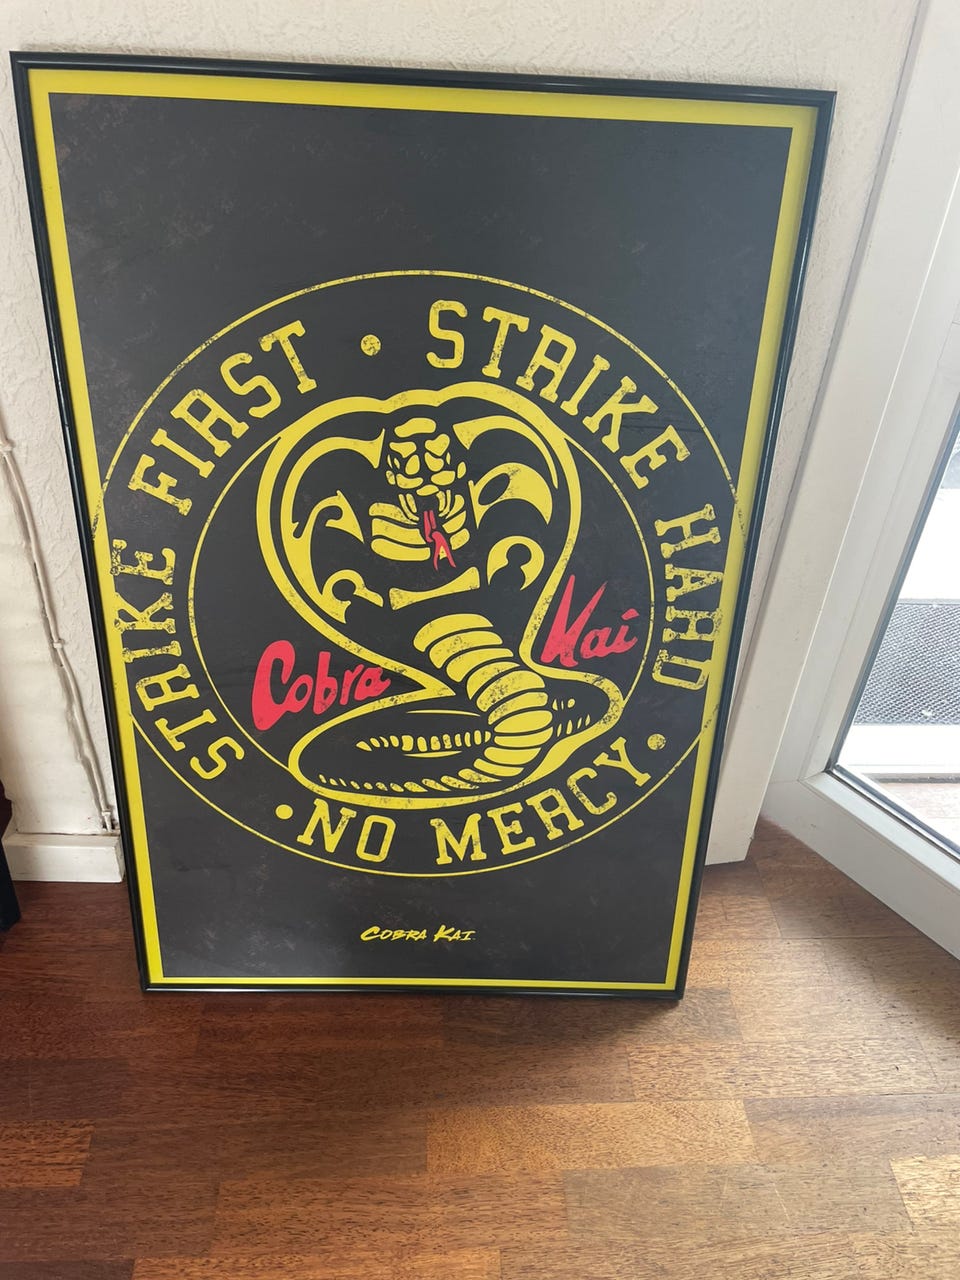 STRIKE FIRST • STRIKE HARD
• NO MERCY •
Cobra Kai
COBRA KAI